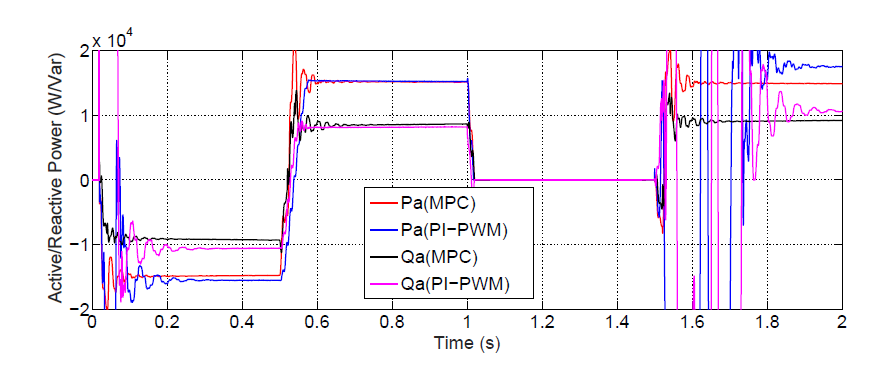 x 10⁴
Active/Reactive Power (W/Var)
2
1
0
−1
−2
Pa(MPC)
Pa(PI−PWM)
Qa(MPC)
Qa(PI−PWM)
0 0.2 0.4 0.6 0.8 1 1.2 1.4 1.6 1.8 2
Time (s)